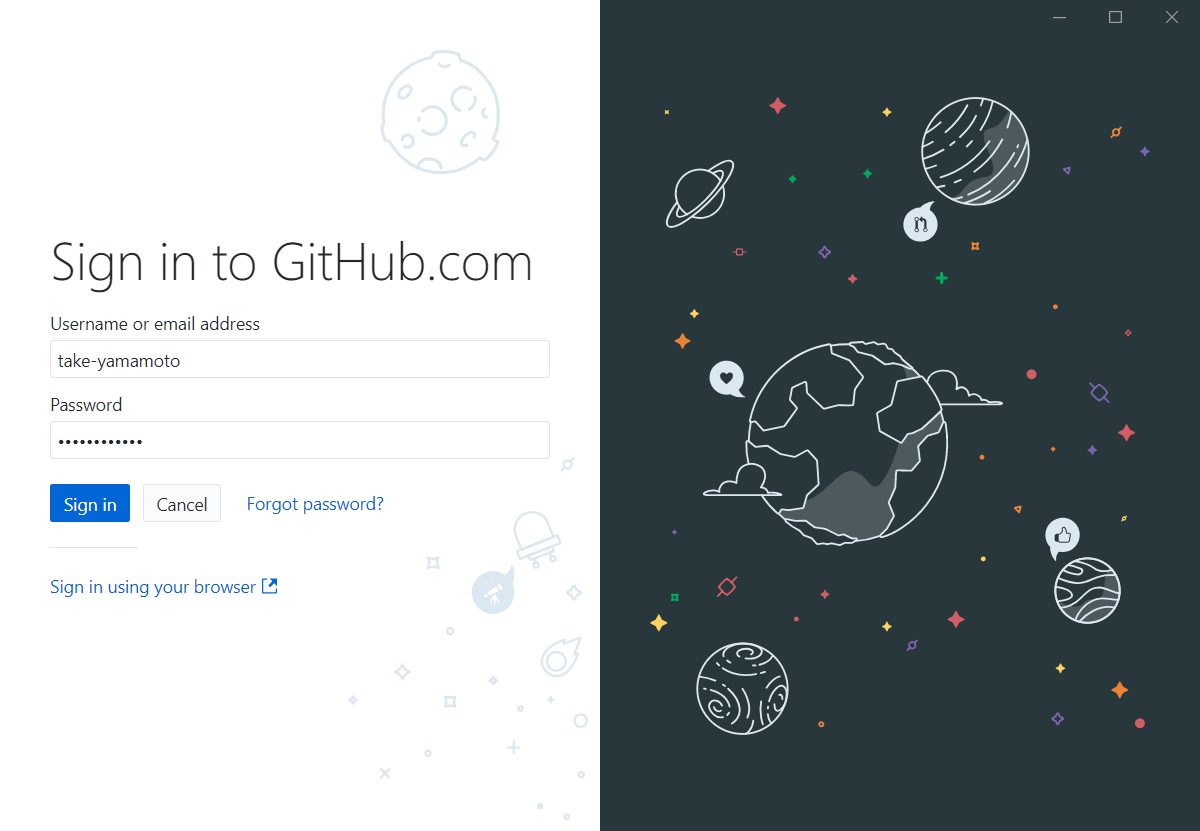 Sign in to GitHub.com
Username or email address
take-yamamoto
Password
••••••••••••
Sign in Cancel Forgot password?
Sign in using your browser